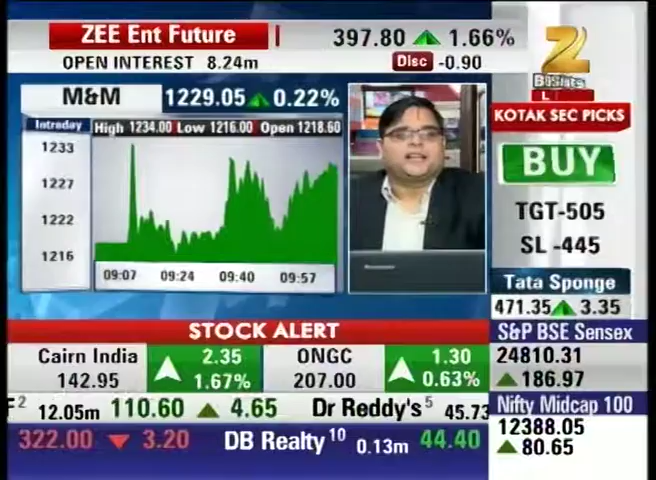 ZEE Ent Future
OPEN INTEREST 8.24m
397.80 1.66%
Disc -0.90
M&M 1229.05 0.22%
Intraday High 1234.00 Low 1216.00 Open 1218.60
1233
1227
1222
1216
09:07 09:24 09:40 09:57
KOTAK SEC PICKS
BUY
TGT-505
SL -445
Tata Sponge
471.35 3.35
STOCK ALERT
Cairn India 2.35
142.95 1.67%
ONGC 1.30
207.00 0.63%
S&P BSE Sensex
24810.31
186.97
F2 12.05m 110.60 4.65 Dr Reddy's5 45.73
322.00 3.20 DB Realty10 0.13m 44.40
Nifty Midcap 100
12388.05
80.65